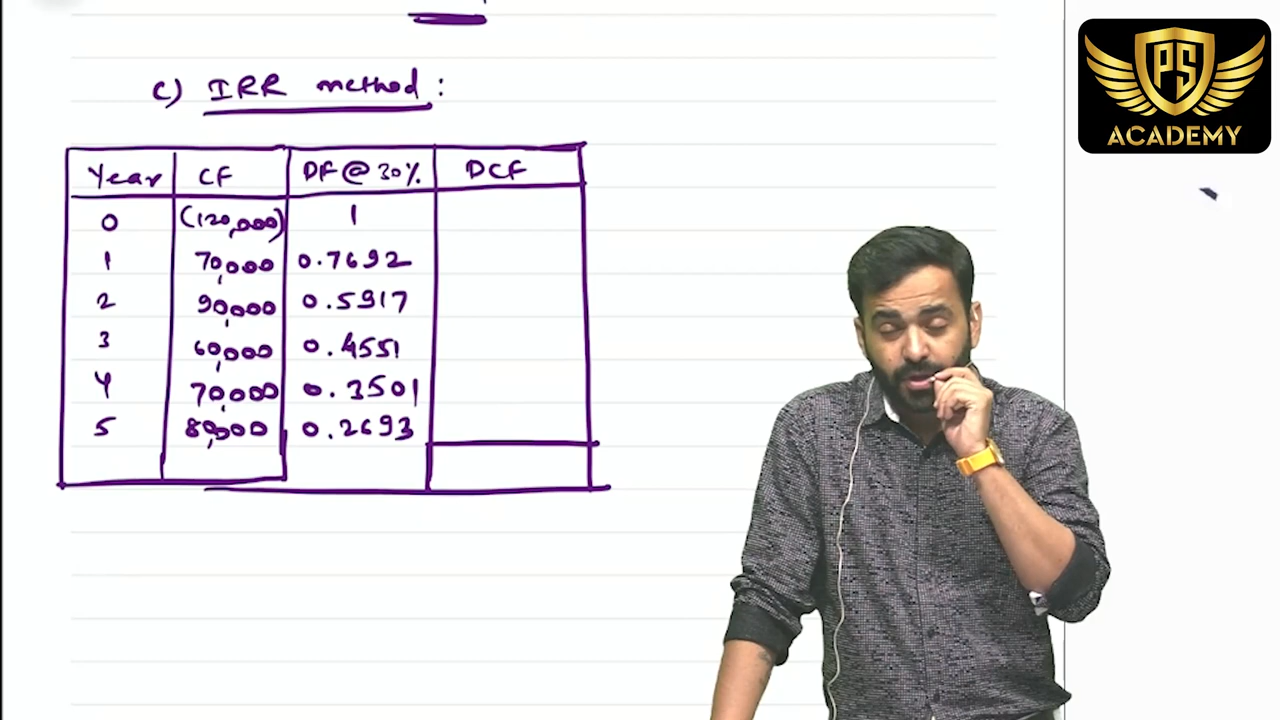 PS
ACADEMY
c) IRR method :
Year CF DF @ 30% DCF
0 (120,000) 1
1 70,000 0.7692
2 90,000 0.5917
3 60,000 0.4551
4 70,000 0.3501
5 80,000 0.2693